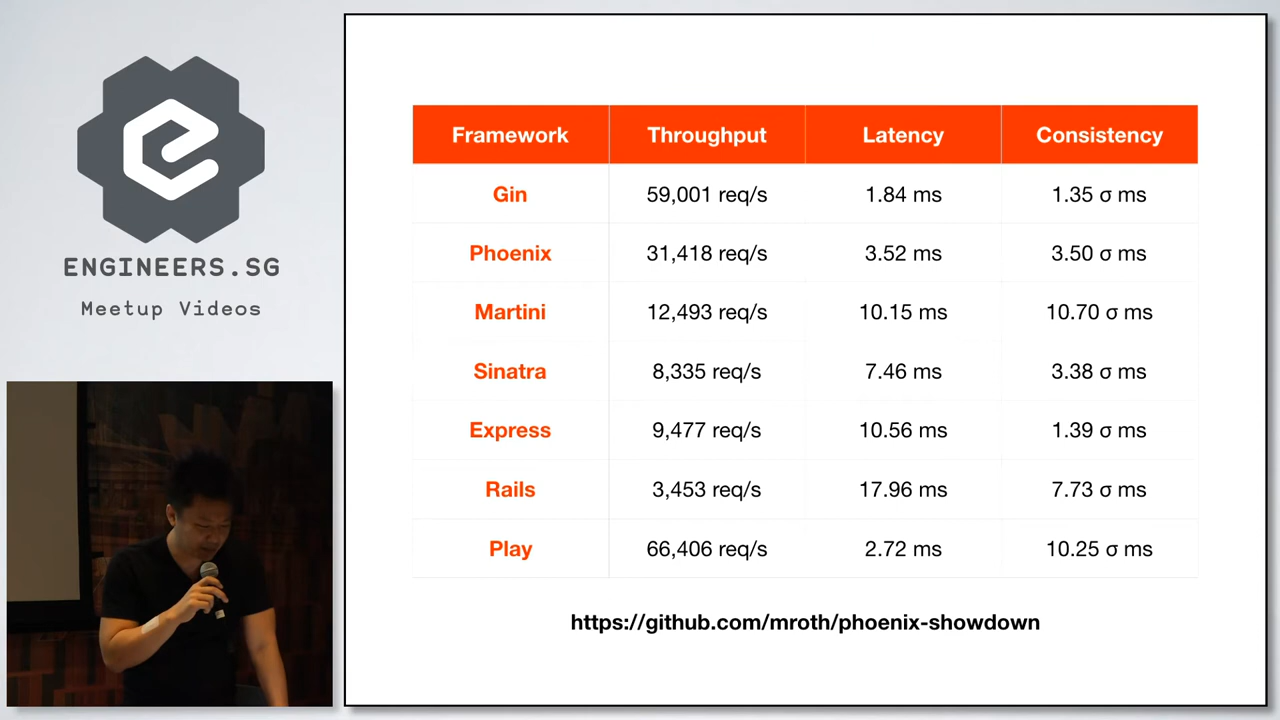 ENGINEERS.SG
Meetup Videos
Framework Throughput Latency Consistency
Gin 59,001 req/s 1.84 ms 1.35 σ ms
Phoenix 31,418 req/s 3.52 ms 3.50 σ ms
Martini 12,493 req/s 10.15 ms 10.70 σ ms
Sinatra 8,335 req/s 7.46 ms 3.38 σ ms
Express 9,477 req/s 10.56 ms 1.39 σ ms
Rails 3,453 req/s 17.96 ms 7.73 σ ms
Play 66,406 req/s 2.72 ms 10.25 σ ms
https://github.com/mroth/phoenix-showdown